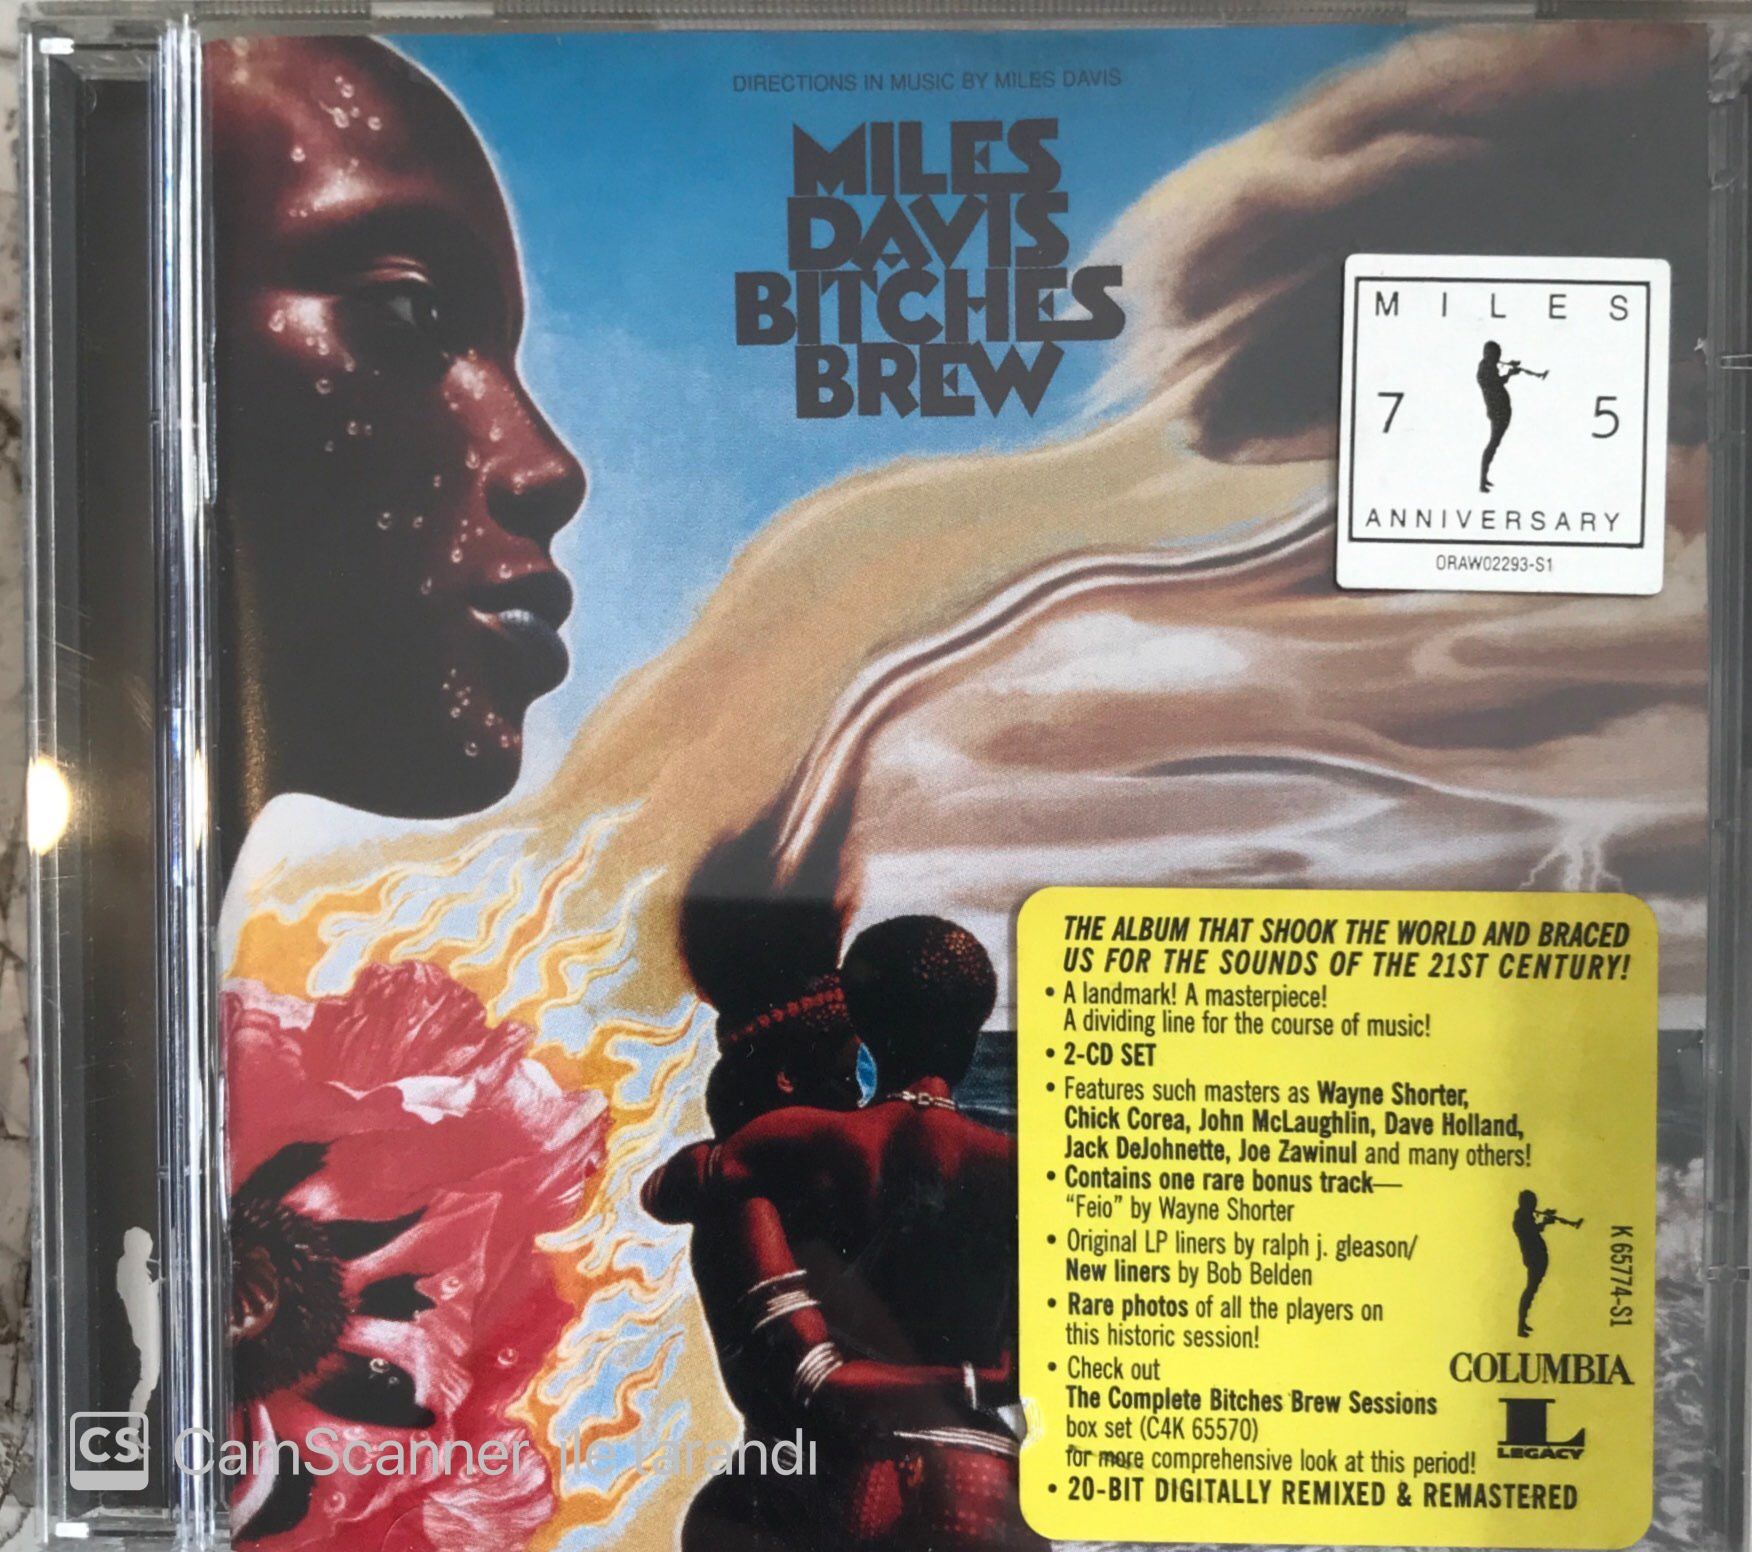 DIRECTIONS IN MUSIC BY MILES DAVIS
MILES
DAVIS
BITCHES
BREW
MILES
7 5
ANNIVERSARY
ORAW02293-S1
THE ALBUM THAT SHOOK THE WORLD AND BRACED
US FOR THE SOUNDS OF THE 21ST CENTURY!
• A landmark! A masterpiece!
A dividing line for the course of music!
• 2-CD SET
• Features such masters as Wayne Shorter,
Chick Corea, John McLaughlin, Dave Holland,
Jack DeJohnette, Joe Zawinul and many others!
• Contains one rare bonus track—
“Feio” by Wayne Shorter
• Original LP liners by ralph j. gleason/
New liners by Bob Belden
• Rare photos of all the players on
this historic session!
• Check out
The Complete Bitches Brew Sessions
box set (C4K 65570)
for more comprehensive look at this period!
• 20-BIT DIGITALLY REMIXED & REMASTERED
K 65774-S1
COLUMBIA
L
LEGACY
CS CamScanner ile tarandı